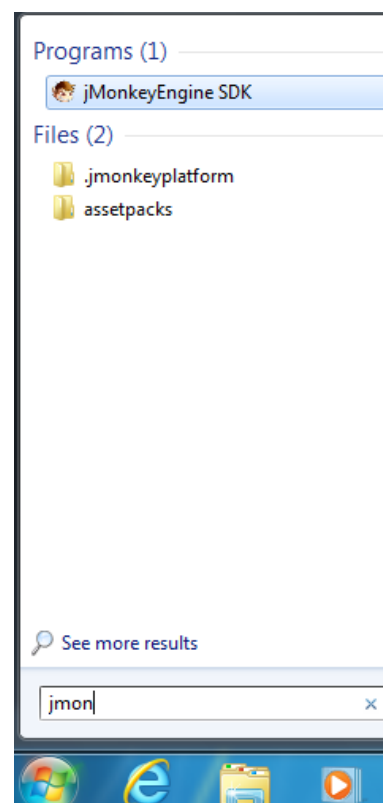 Programs (1)
jMonkeyEngine SDK
Files (2)
.jmonkeyplatform
assetpacks
See more results
jmon